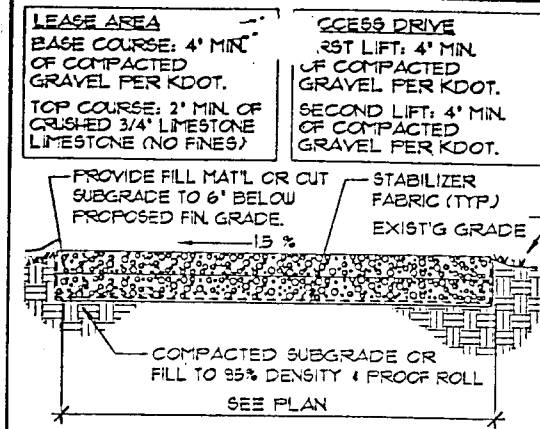 LEASE AREA
BASE COURSE: 4" MIN.
OF COMPACTED
GRAVEL PER KDOT.
TOP COURSE: 2" MIN. OF
CRUSHED 3/4" LIMESTONE
LIMESTONE (NO FINES)
CCESS DRIVE
RST LIFT: 4" MIN.
OF COMPACTED
GRAVEL PER KDOT.
SECOND LIFT: 4" MIN.
OF COMPACTED
GRAVEL PER KDOT.
PROVIDE FILL MAT'L OR CUT
SUBGRADE TO 6" BELOW
PROPOSED FIN. GRADE.
STABILIZER
FABRIC (TYP.)
EXIST'G GRADE
1.5 %
COMPACTED SUBGRADE OR
FILL TO 95% DENSITY & PROOF ROLL
SEE PLAN